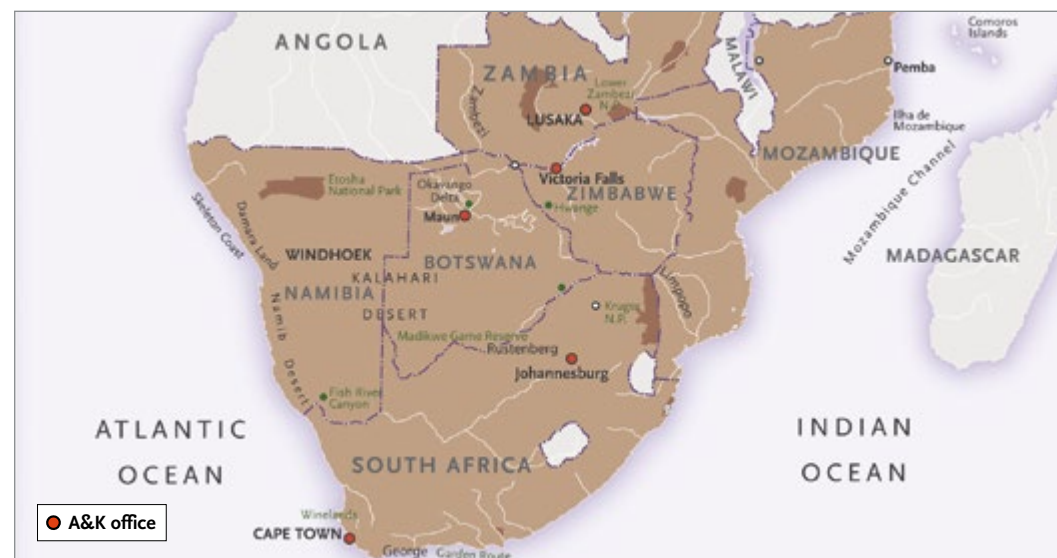 Comoros
Islands
ANGOLA
MALAWI
Pemba
ZAMBIA
Lower
Zambezi
N.P.
Zambezi
LUSAKA
Ilha de
Mozambique
MOZAMBIQUE
Mozambique Channel
Victoria Falls
ZIMBABWE
Etosha
National Park
Okavango
Delta
Hwange
Maun
Skeleton Coast
Damara Land
WINDHOEK
BOTSWANA
MADAGASCAR
KALAHARI
DESERT
NAMIBIA
Limpopo
Namib Desert
Kruger
N.P.
Madikwe Game Reserve
Rustenberg
Johannesburg
Fish River
Canyon
ATLANTIC
OCEAN
INDIAN
OCEAN
SOUTH AFRICA
Winelands
CAPE TOWN
George
Garden Route
A&K office